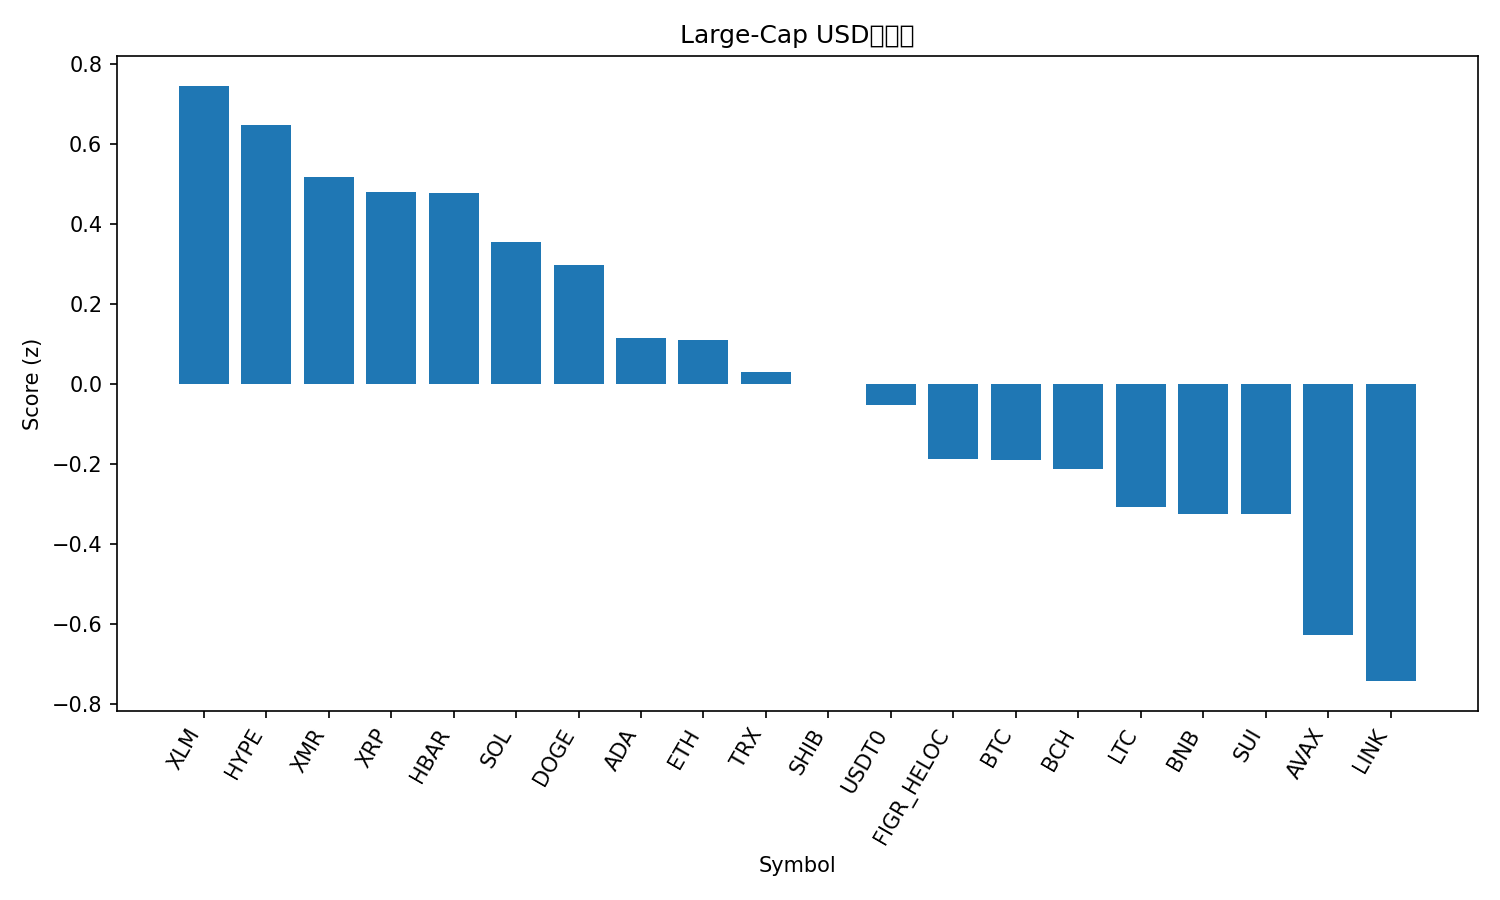 Large-Cap USD
0.8
0.6
0.4
0.2
0.0
−0.2
−0.4
−0.6
−0.8
Score (z)
XLM
HYPE
XMR
XRP
HBAR
SOL
DOGE
ADA
ETH
TRX
SHIB
USDT0
FIGR_HELOC
BTC
BCH
LTC
BNB
SUI
AVAX
LINK
Symbol